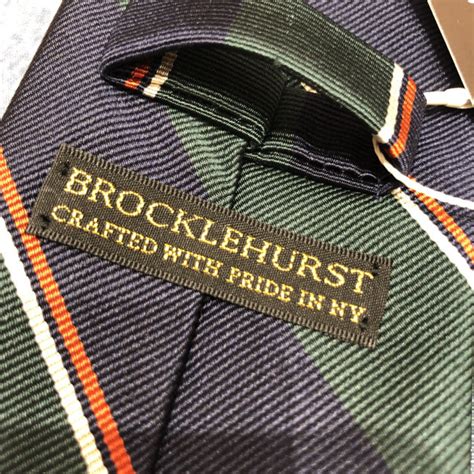 BROCKLEHURST
CRAFTED WITH PRIDE IN NY